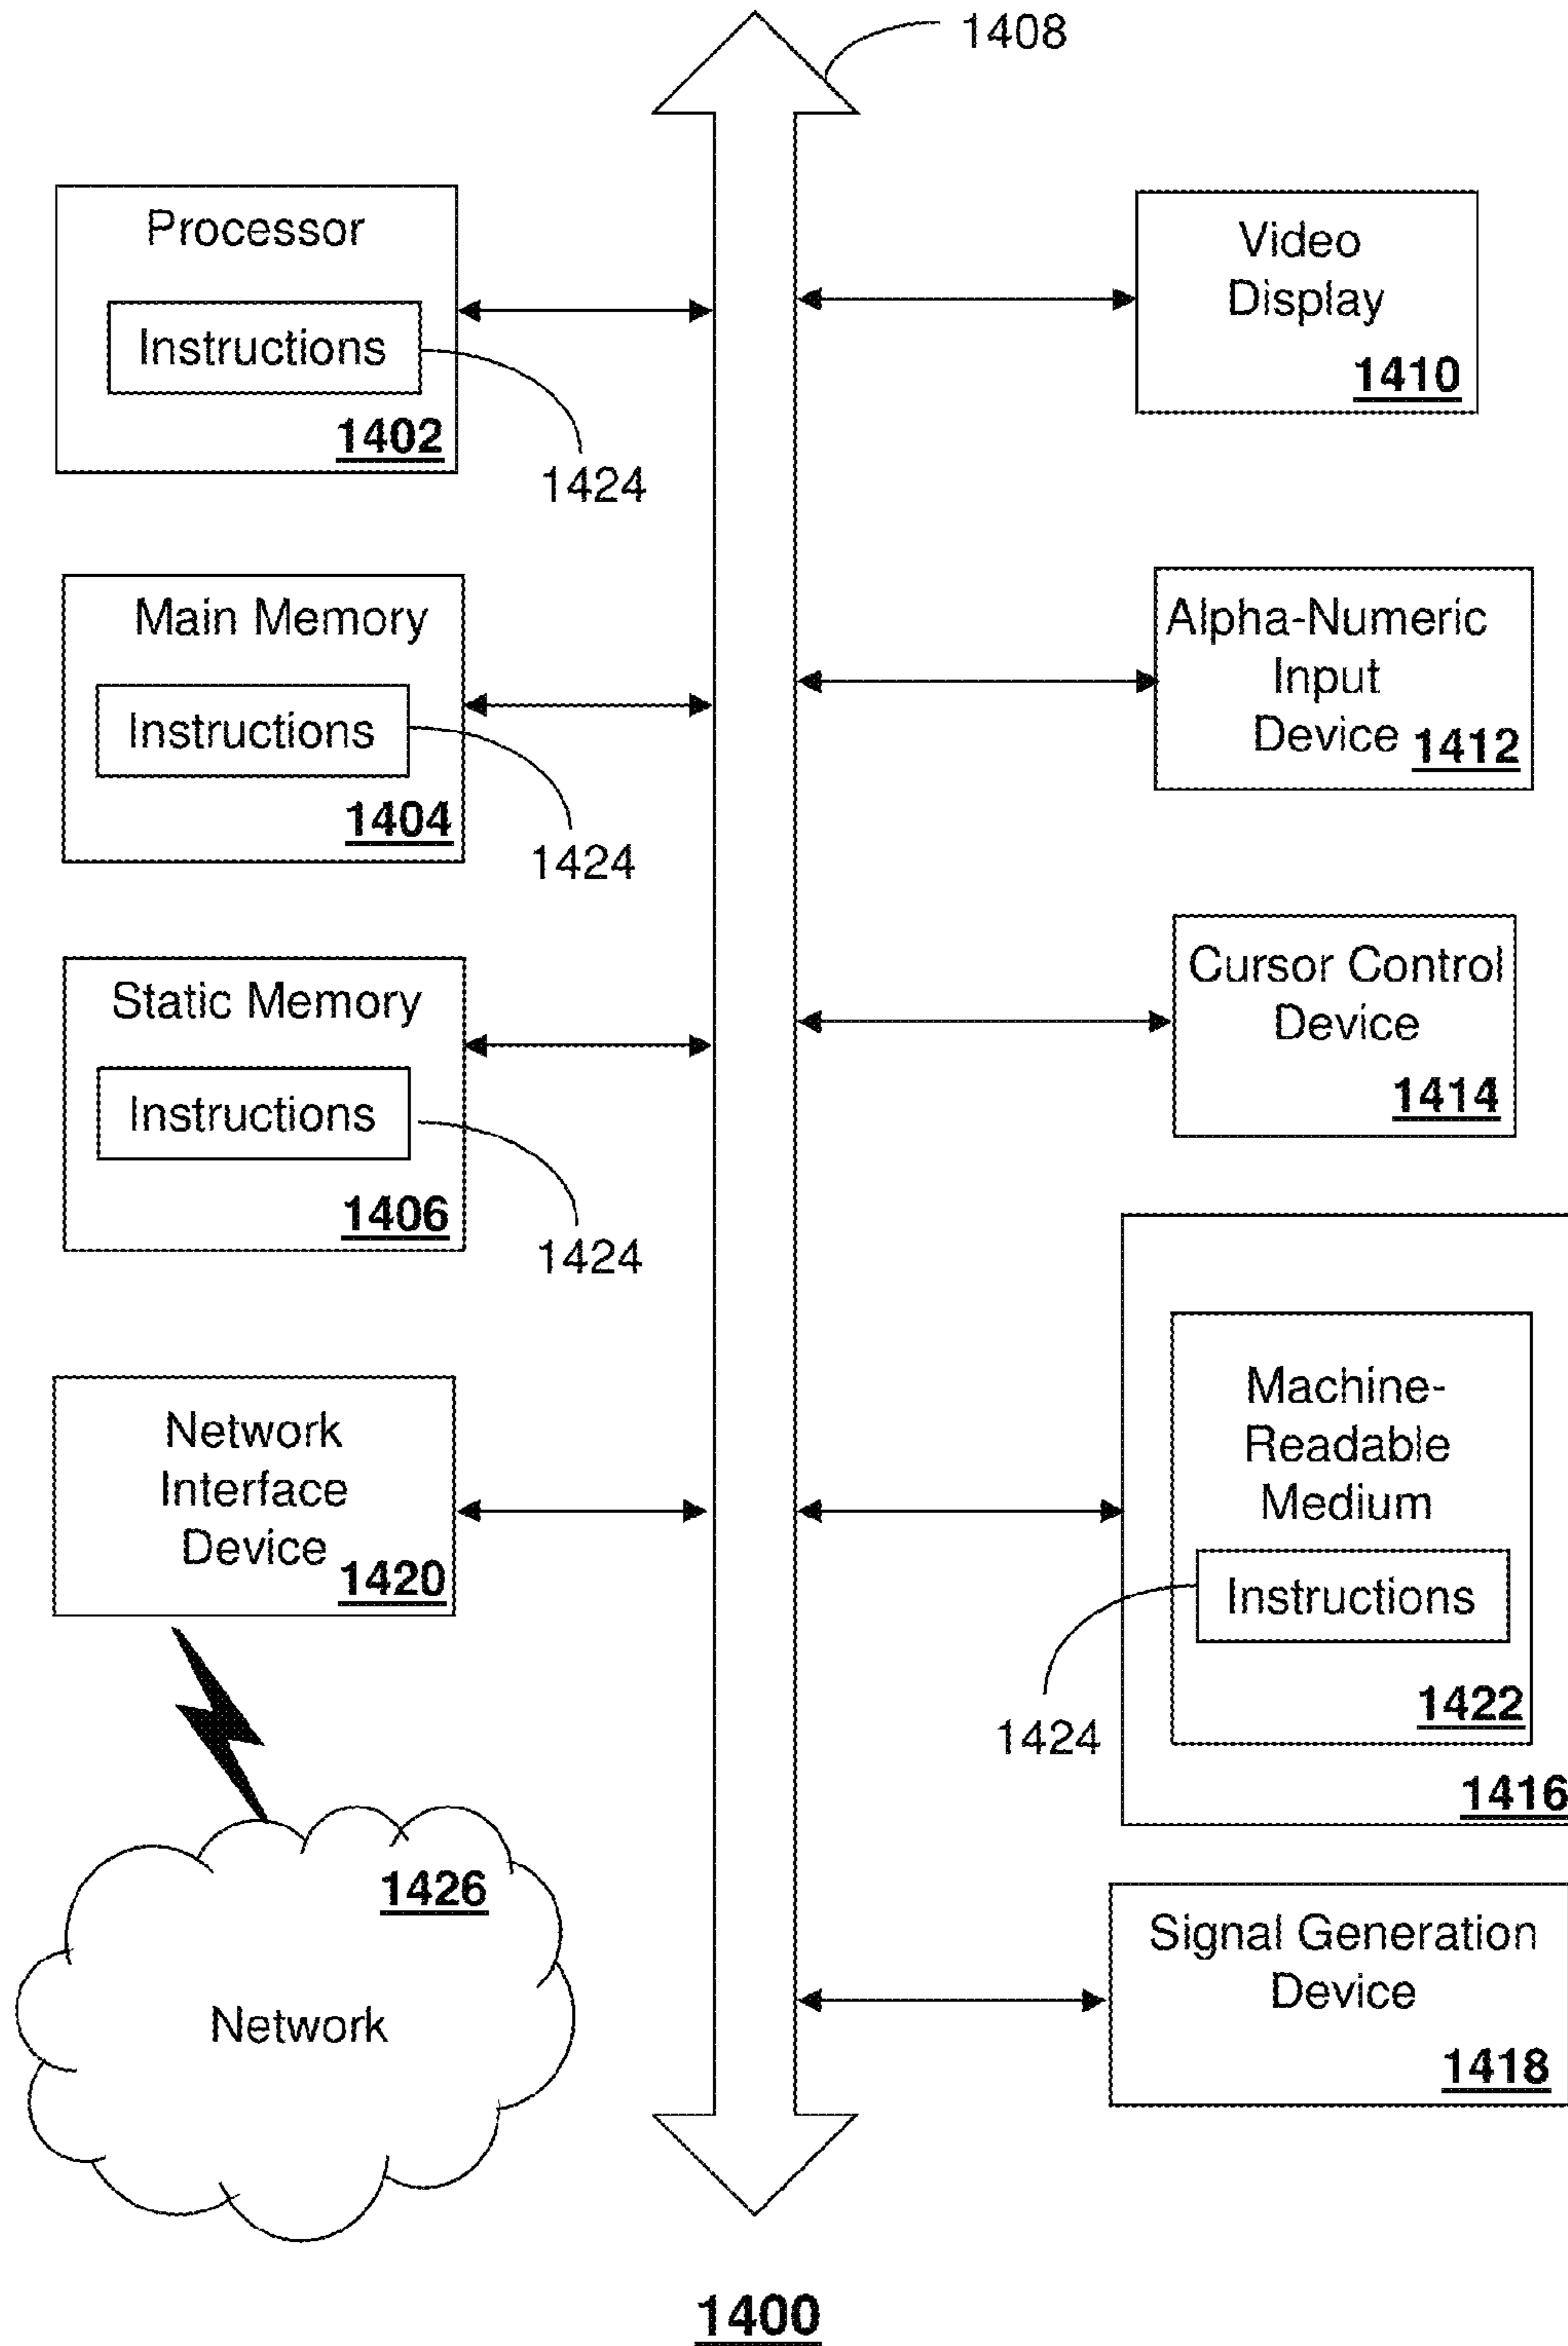 1408
Processor
Instructions
1402
1424
Main Memory
Instructions
1404
1424
Static Memory
Instructions
1406
1424
Network
Interface
Device
1420
1426
Network
Video
Display
1410
Alpha-Numeric
Input
Device 1412
Cursor Control
Device
1414
Machine-
Readable
Medium
Instructions
1422
1424
1416
Signal Generation
Device
1418
1400